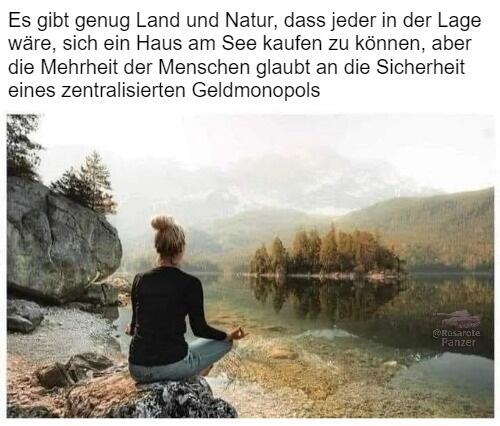 Es gibt genug Land und Natur, dass jeder in der Lage
wäre, sich ein Haus am See kaufen zu können, aber
die Mehrheit der Menschen glaubt an die Sicherheit
eines zentralisierten Geldmonopols
@Rosarote
Panzer